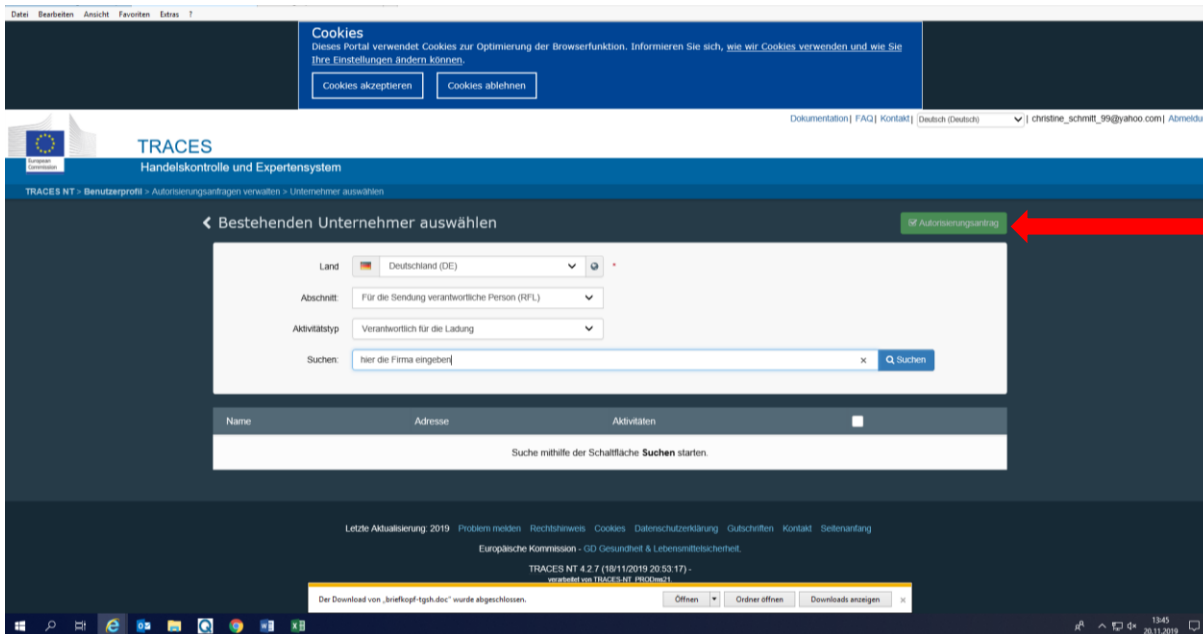 Datei Bearbeiten Ansicht Favoriten Extras ?
Cookies
Dieses Portal verwendet Cookies zur Optimierung der Browserfunktion. Informieren Sie sich, wie wir Cookies verwenden und wie Sie
Ihre Einstellungen ändern können.
Cookies akzeptieren Cookies ablehnen
Dokumentation| FAQ| Kontakt| Deutsch (Deutsch) | christine_schmitt_99@yahoo.com| Abmeldu
European
Commission
TRACES
Handelskontrolle und Expertensystem
TRACES NT > Benutzerprofil > Autorisierungsanfragen verwalten > Unternehmer auswählen
Bestehenden Unternehmer auswählen
Autorisierungsantrag
Land Deutschland (DE) *
Abschnitt: Für die Sendung verantwortliche Person (RFL)
Aktivitätstyp Verantwortlich für die Ladung
Suchen: hier die Firma eingeben × Suchen
Name Adresse Aktivitäten
Suche mithilfe der Schaltfläche Suchen starten.
Letzte Aktualisierung: 2019 Problem melden Rechtshinweis Cookies Datenschutzerklärung Gutschriften Kontakt Seitenanfang
Europäische Kommission - GD Gesundheit & Lebensmittelsicherheit.
TRACES NT 4.2.7 (18/11/2019 20:53:17) -
verarbeitet von TRACES-NT_PRODms21.
Der Download von „briefkopf-tgsh.doc" wurde abgeschlossen. Öffnen Ordner öffnen Downloads anzeigen ×
13:45
20.11.2019